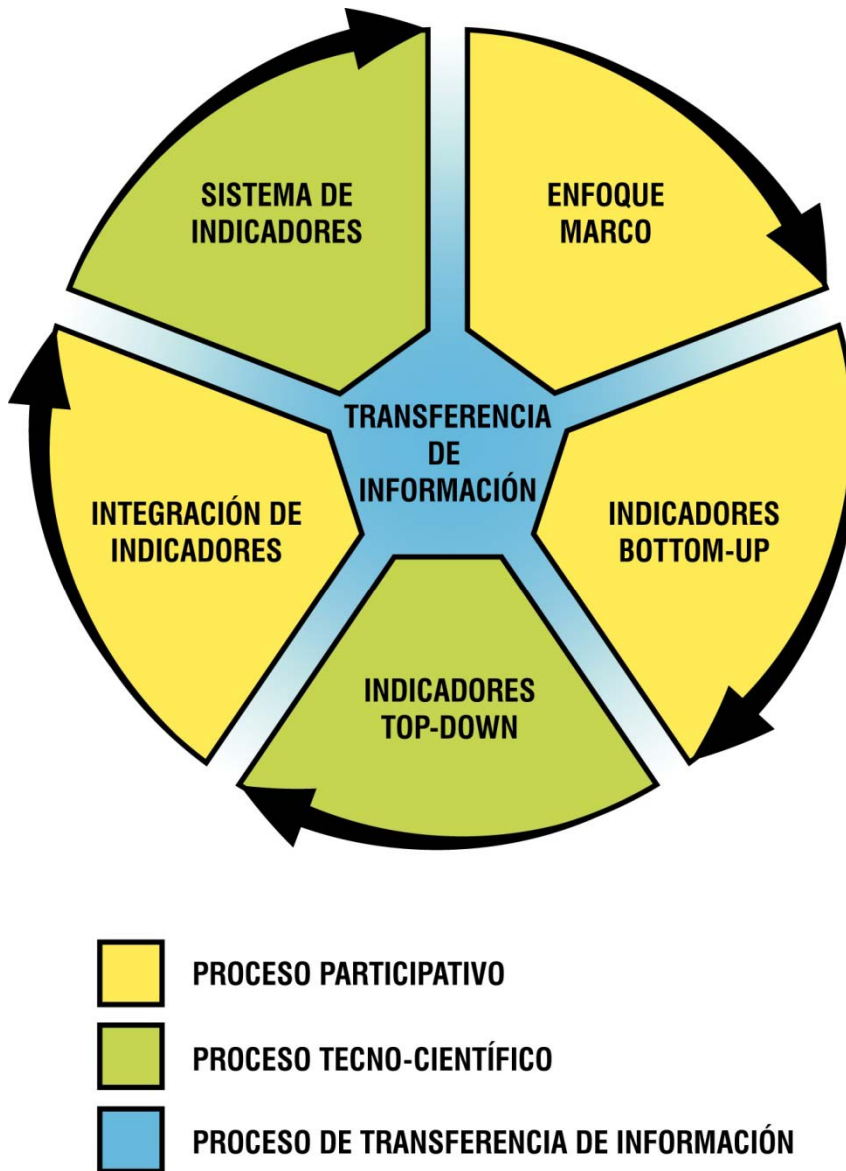 SISTEMA DE
INDICADORES
ENFOQUE
MARCO
TRANSFERENCIA
DE
INFORMACIÓN
INTEGRACIÓN DE
INDICADORES
INDICADORES
BOTTOM-UP
INDICADORES
TOP-DOWN
PROCESO PARTICIPATIVO
PROCESO TECNO-CIENTÍFICO
PROCESO DE TRANSFERENCIA DE INFORMACIÓN